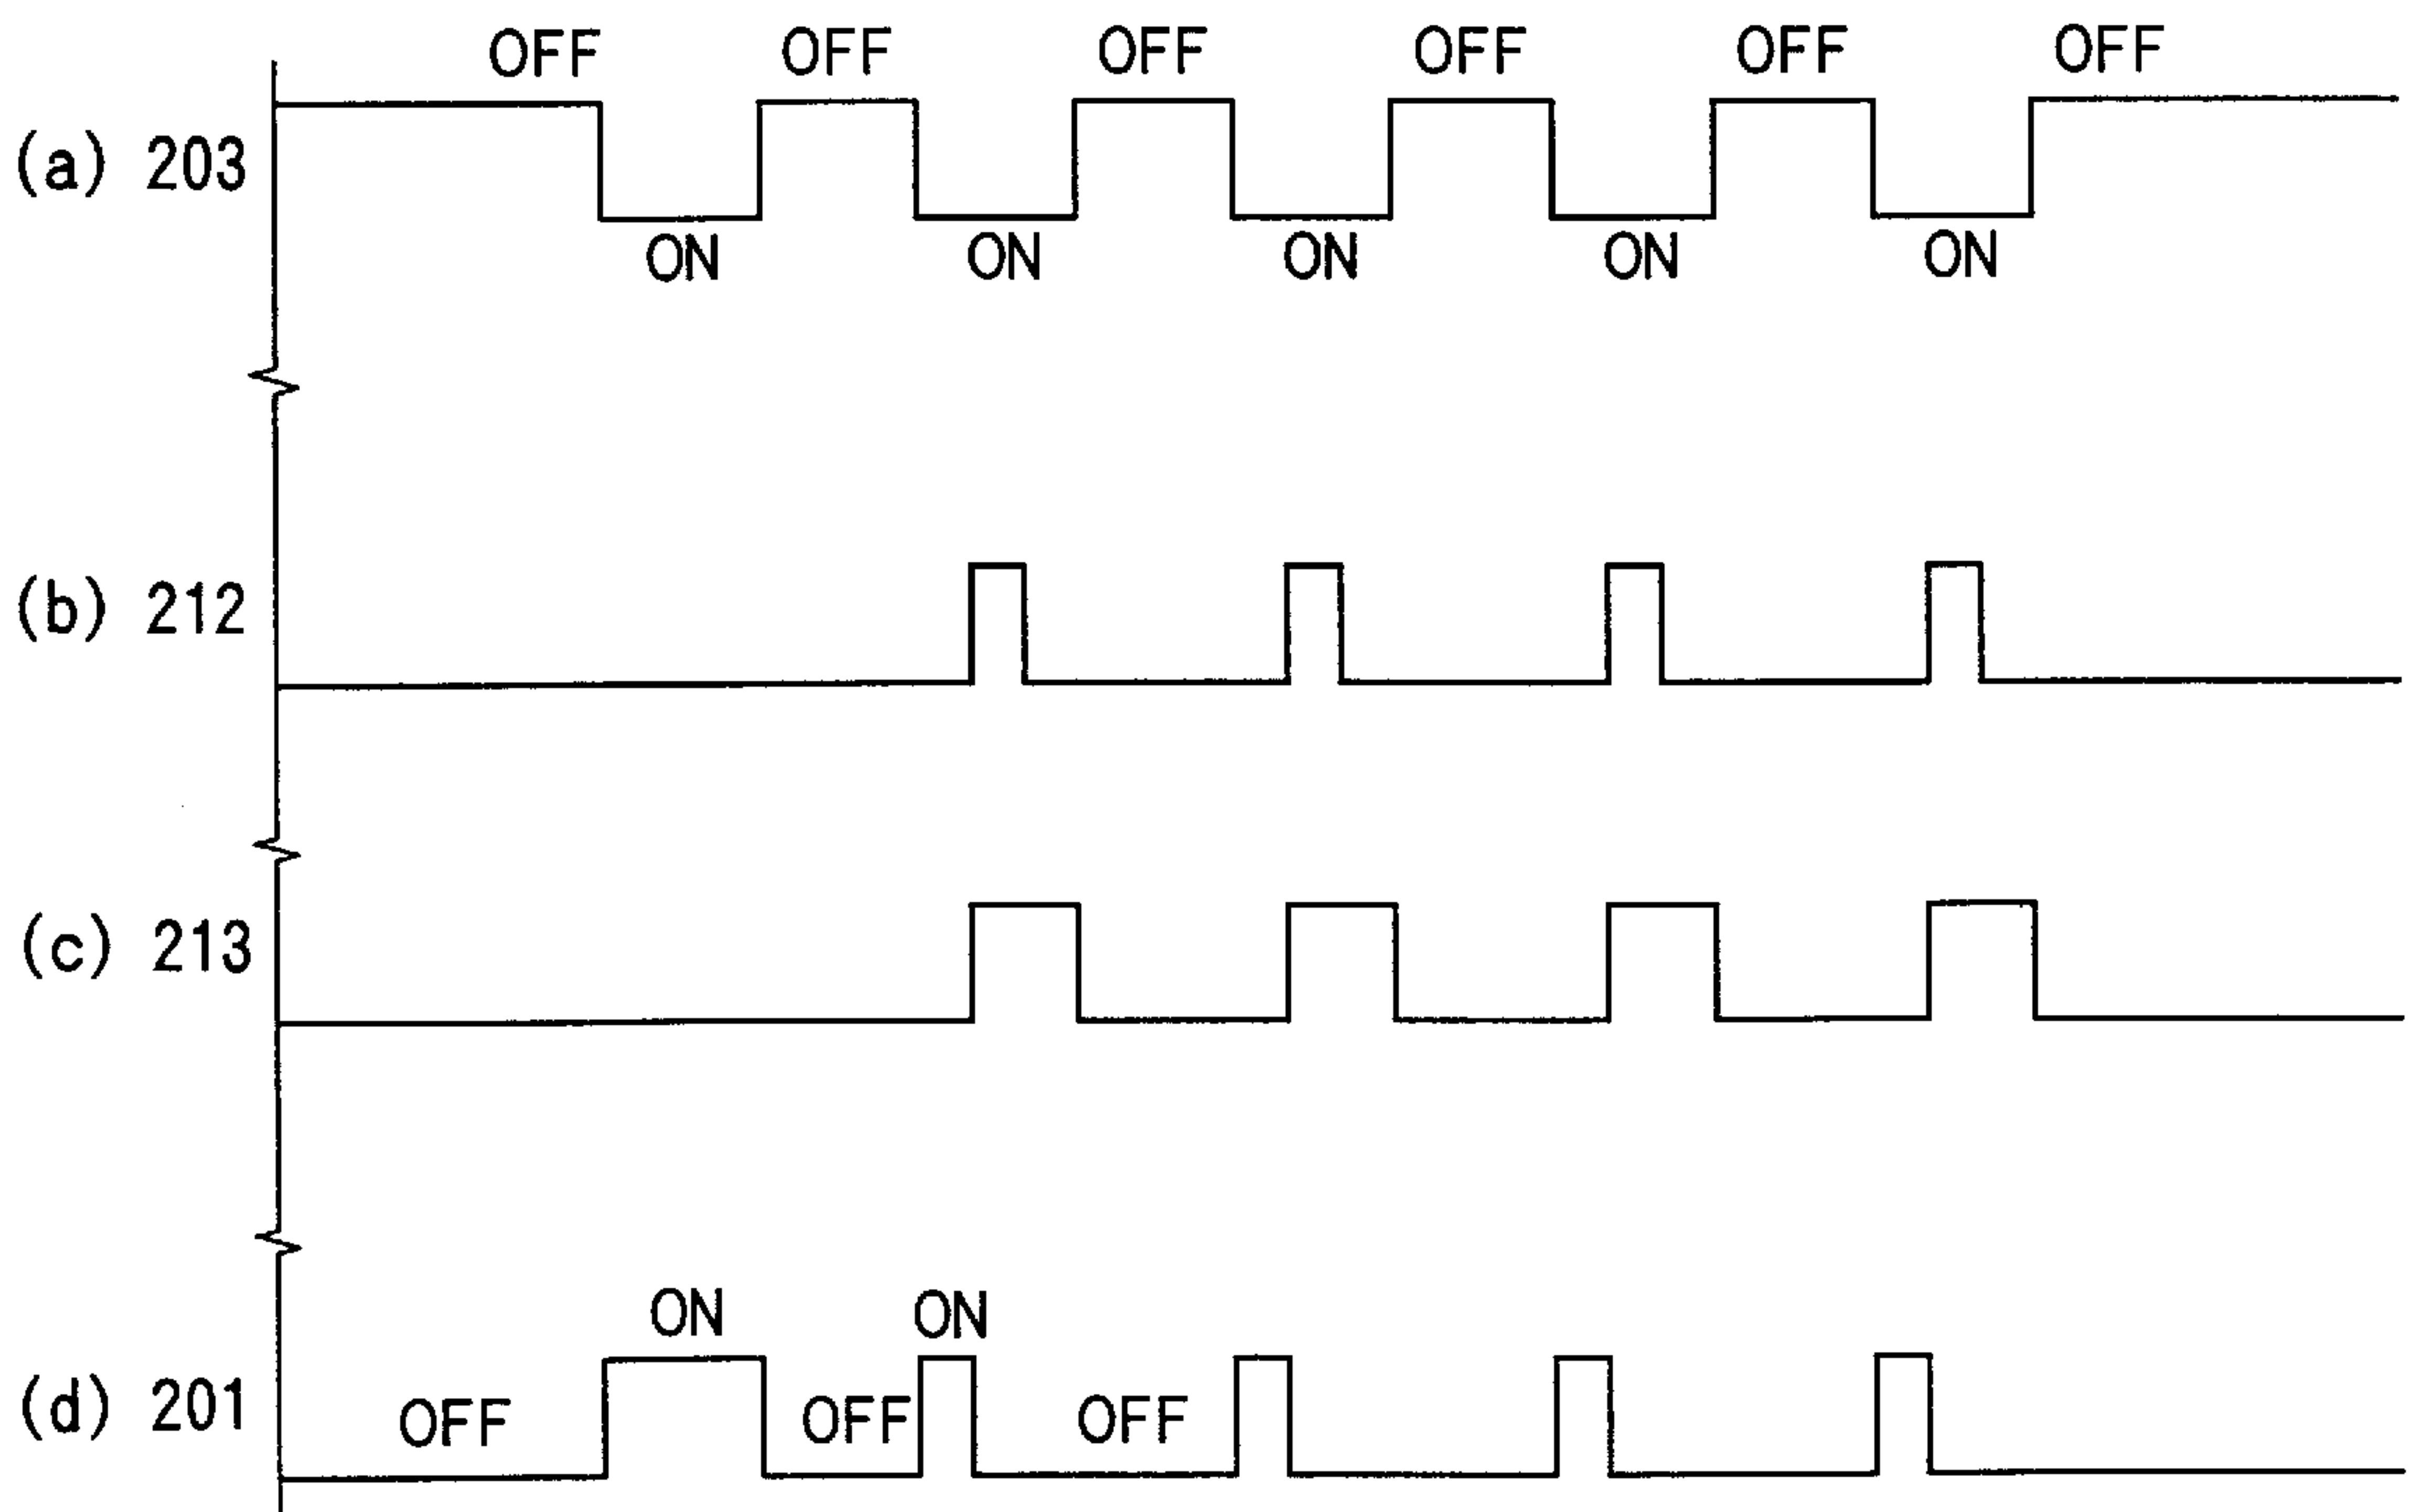 OFF OFF OFF OFF OFF OFF
(a) 203
ON ON ON ON ON
(b) 212
(c) 213
ON ON
(d) 201
OFF OFF OFF